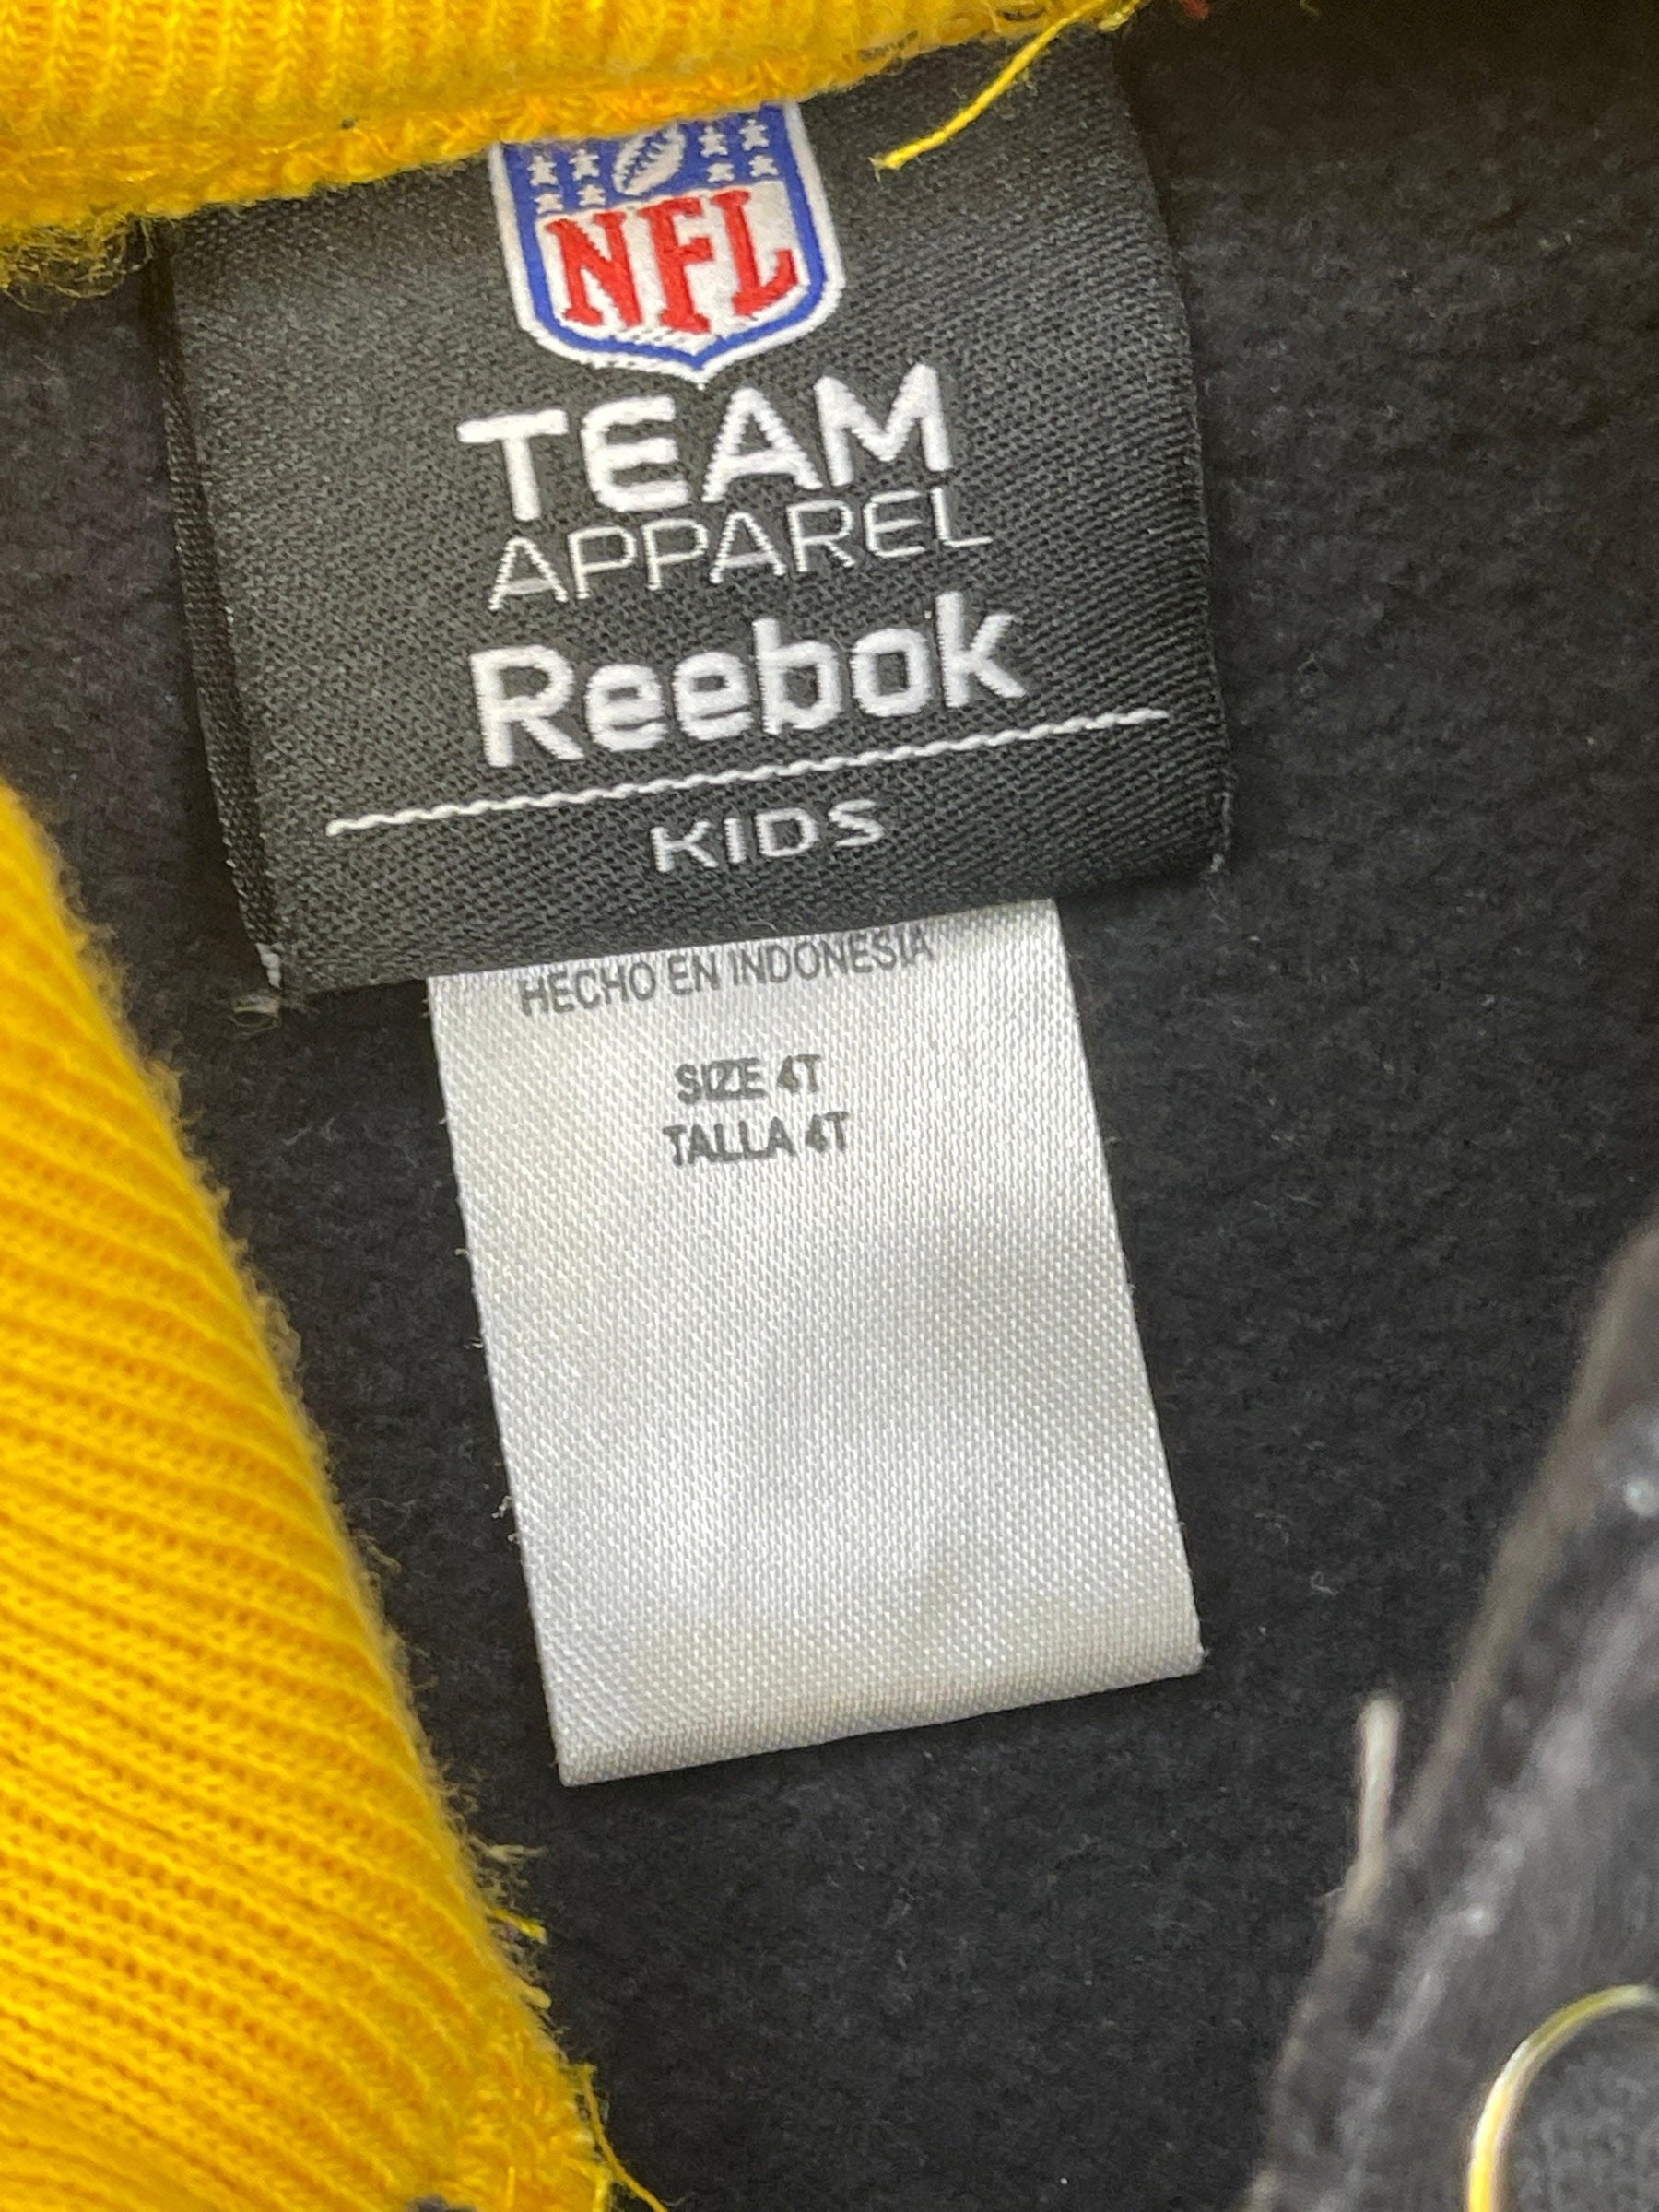 NFL
TEAM
APPAREL
Reebok
KIDS
HECHO EN INDONESIA
SIZE 4T
TALLA 4T